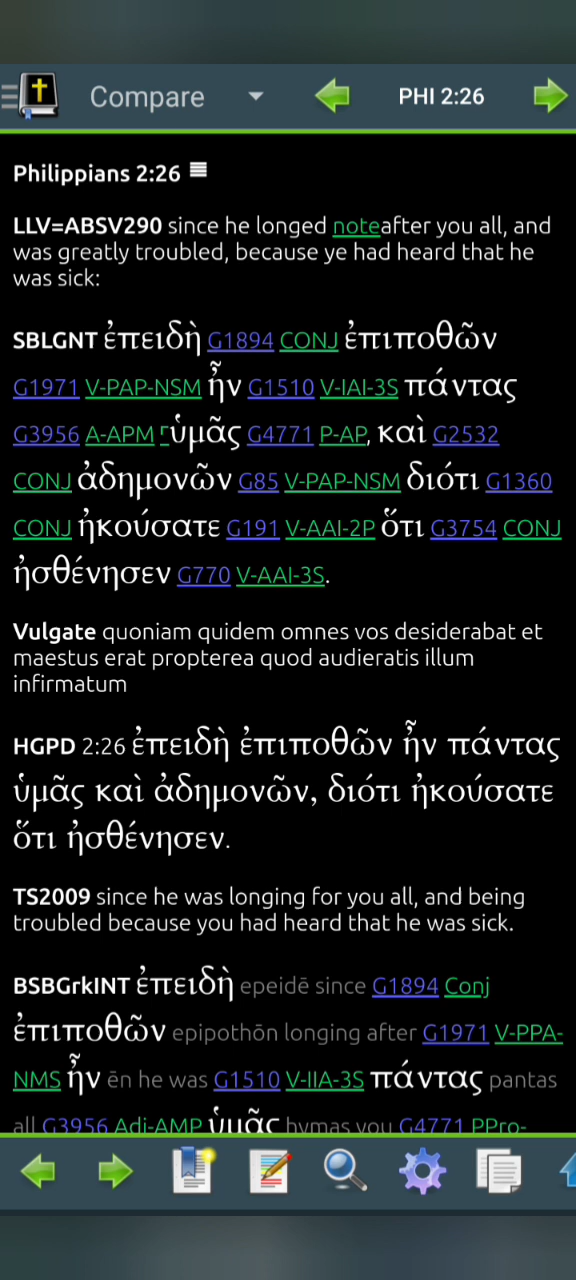 Compare
PHI 2:26
Philippians 2:26
LLV=ABSV290 since he longed noteafter you all, and
was greatly troubled, because ye had heard that he
was sick:
SBLGNT ἐπειδὴ G1894 CONJ ἐπιποθῶν
G1971 V-PAP-NSM ἦν G1510 V-IAI-3S πάντας
G3956 A-APM ⸀ὑμᾶς G4771 P-AP, καὶ G2532
CONJ ἀδημονῶν G85 V-PAP-NSM διότι G1360
CONJ ἠκούσατε G191 V-AAI-2P ὅτι G3754 CONJ
ἠσθένησεν G770 V-AAI-3S.
Vulgate quoniam quidem omnes vos desiderabat et
maestus erat propterea quod audieratis illum
infirmatum
HGPD 2:26 ἐπειδὴ ἐπιποθῶν ἦν πάντας
ὑμᾶς καὶ ἀδημονῶν, διότι ἠκούσατε
ὅτι ἠσθένησεν.
TS2009 since he was longing for you all, and being
troubled because you had heard that he was sick.
BSBGrkINT ἐπειδὴ epeidē since G1894 Conj
ἐπιποθῶν epipothōn longing after G1971 V-PPA-
NMS ἦν ēn he was G1510 V-IIA-3S πάντας pantas
all G3956 Adj-AMP ὑμᾶς hymas you G4771 PPro-